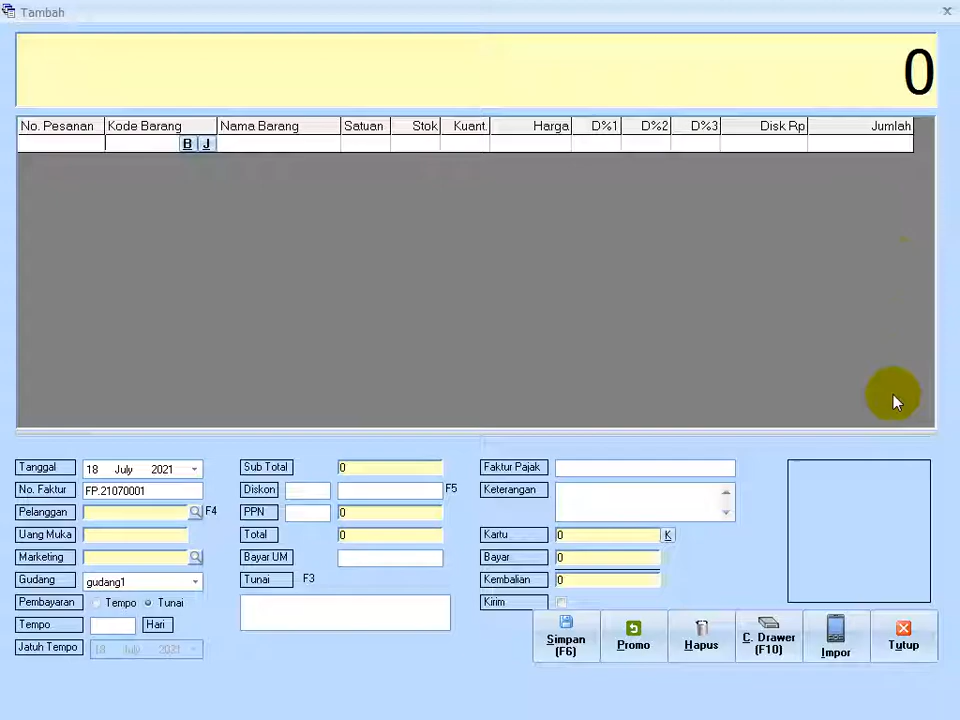 Tambah
0
No. Pesanan Kode Barang Nama Barang Satuan Stok Kuant. Harga D%1 D%2 D%3 Disk Rp Jumlah
B J
Tanggal 18 July 2021 Sub Total 0 Faktur Pajak
No. Faktur FP.21070001 Diskon F5 Keterangan
Pelanggan F4 PPN 0
Uang Muka Total 0 Kartu 0 K
Marketing Bayar UM Bayar 0
Gudang gudang1 Tunai F3 Kembalian 0
Pembayaran Tempo Tunai Kirim
Tempo Hari
Jatuh Tempo 18 July 2021
Simpan (F6) Promo Hapus C. Drawer (F10) Impor Tutup